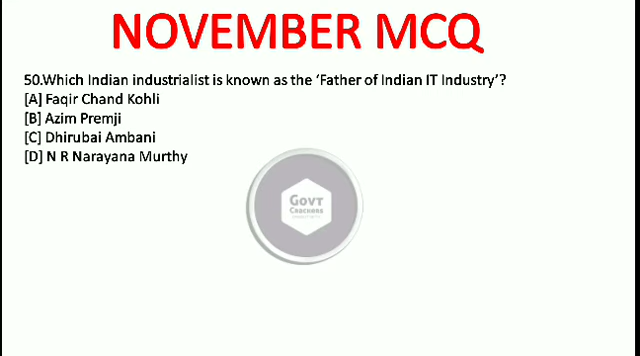 NOVEMBER MCQ
50.Which Indian industrialist is known as the ‘Father of Indian IT Industry’?
[A] Faqir Chand Kohli
[B] Azim Premji
[C] Dhirubai Ambani
[D] N R Narayana Murthy
GOVT
CRACKERS